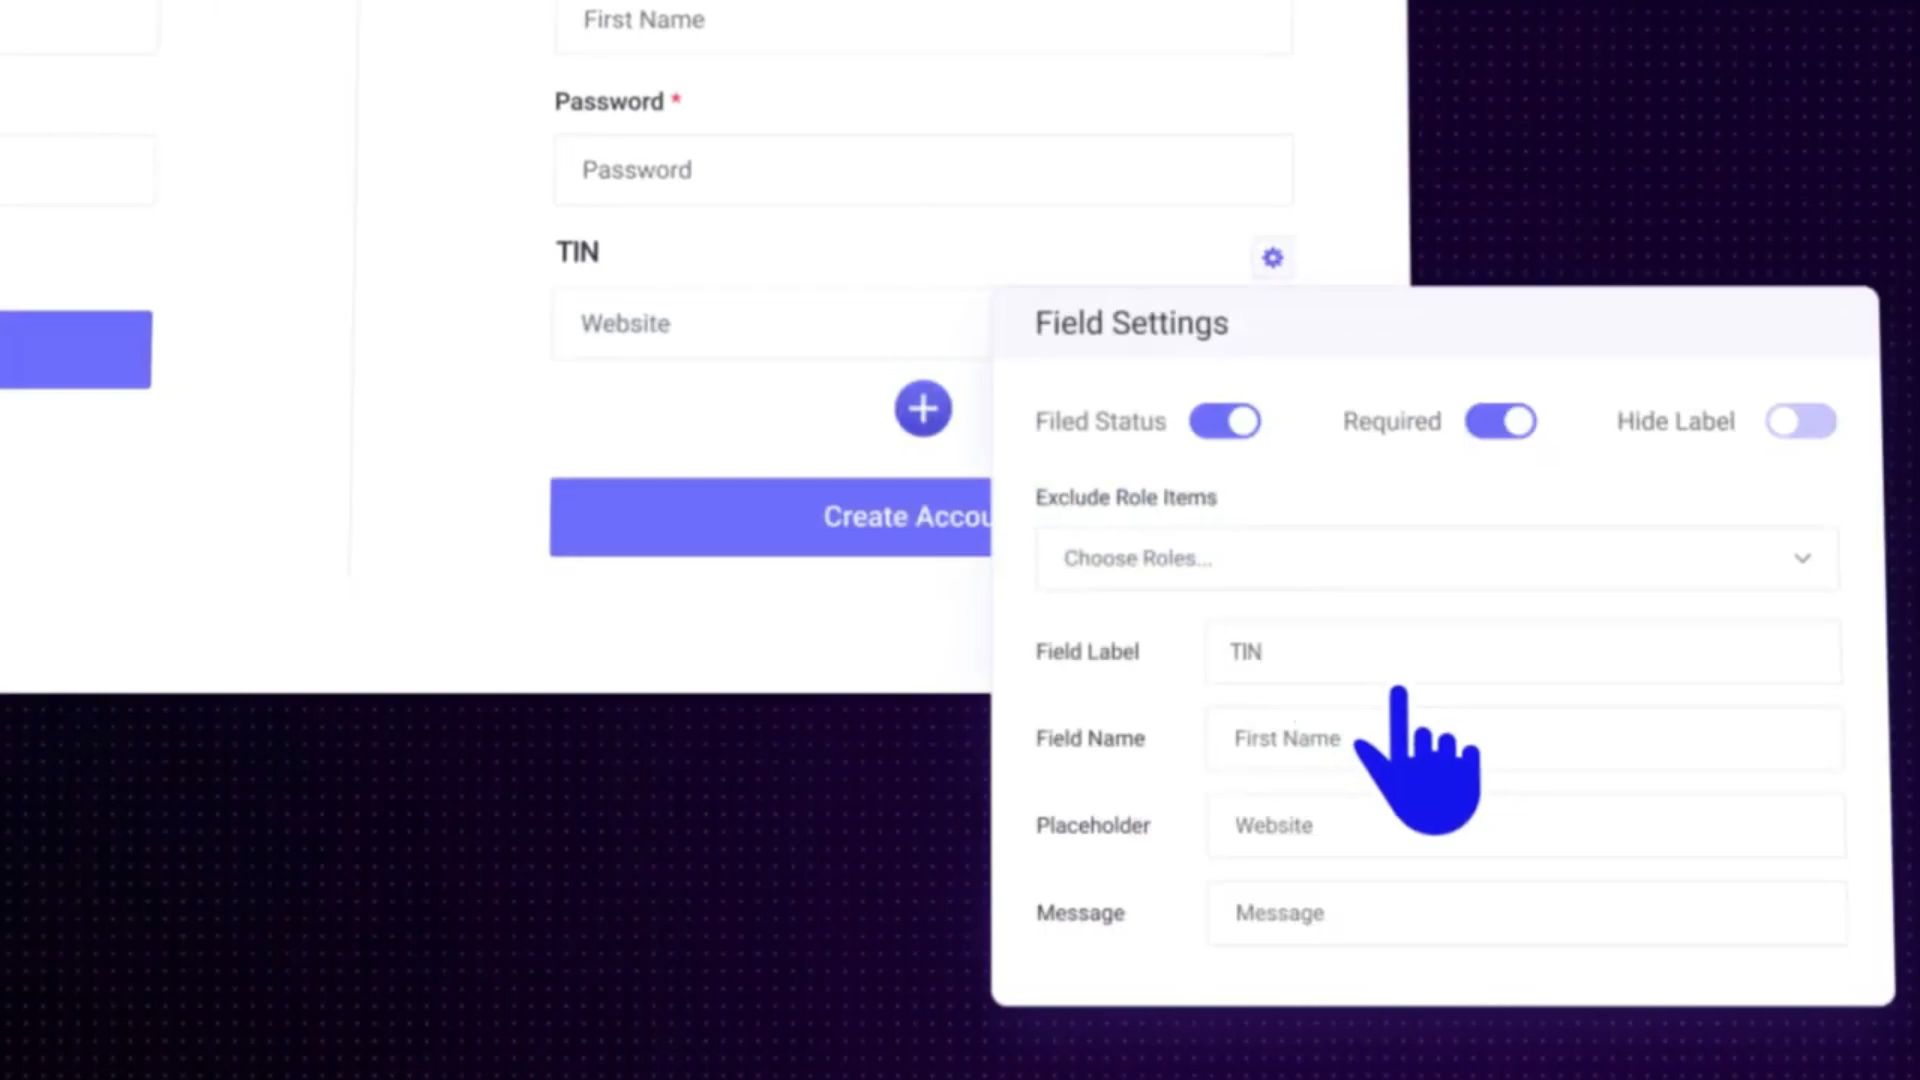 First Name
Password *
Password
TIN
Website
Create Accou
Field Settings
Filed Status
Required
Hide Label
Exclude Role Items
Choose Roles...
Field Label
TIN
Field Name
First Name
Placeholder
Website
Message
Message